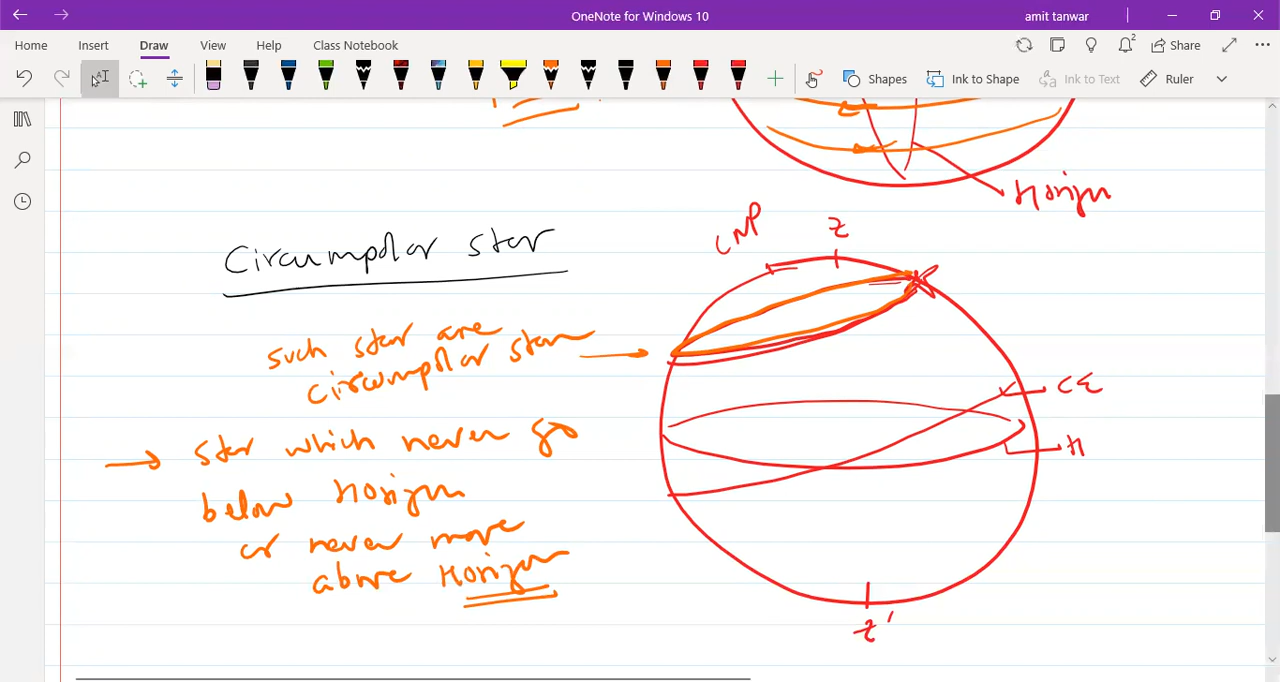 OneNote for Windows 10
amit tanwar
Home
Insert
Draw
View
Help
Class Notebook
2
Share
Shapes
Ink to Shape
Ink to Text
Ruler
Horizon
Circumpolar star
LNP
Z
such star are
circumpolar star
CE
H
→ star which never go
below Horizon
or never move
above Horizon
Z'